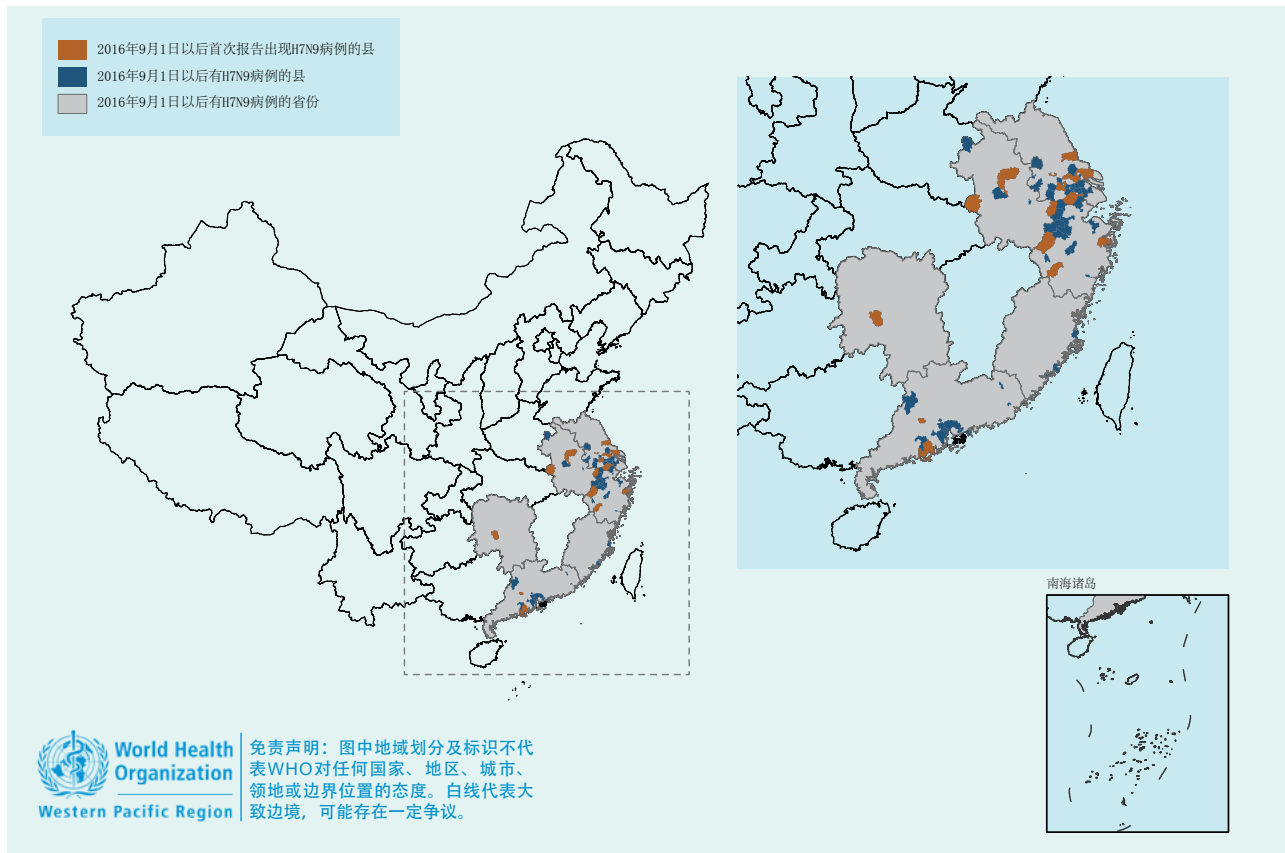 2016年9月1日以后首次报告出现H7N9病例的县
2016年9月1日以后有H7N9病例的县
2016年9月1日以后有H7N9病例的省份
南海诸岛
World Health
Organization
Western Pacific Region
免责声明：图中地域划分及标识不代
表WHO对任何国家、地区、城市、
领地或边界位置的态度。白线代表大
致边境，可能存在一定争议。